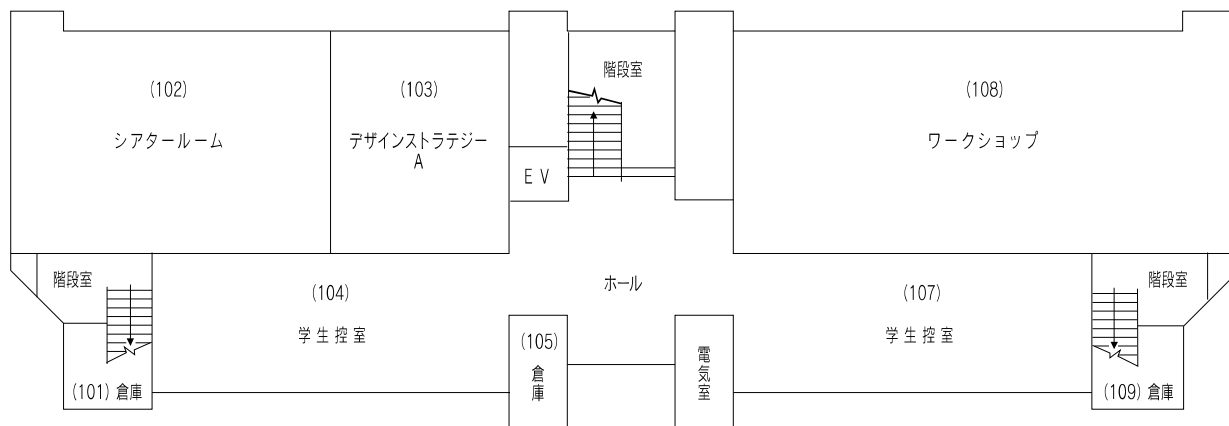 (102)
シアタールーム
(103)
デザインストラテジー
A
階段室
EV
(108)
ワークショップ
階段室
(104)
学生控室
ホール
(107)
学生控室
階段室
(101)倉庫
(105)
倉庫
電気室
(109)倉庫